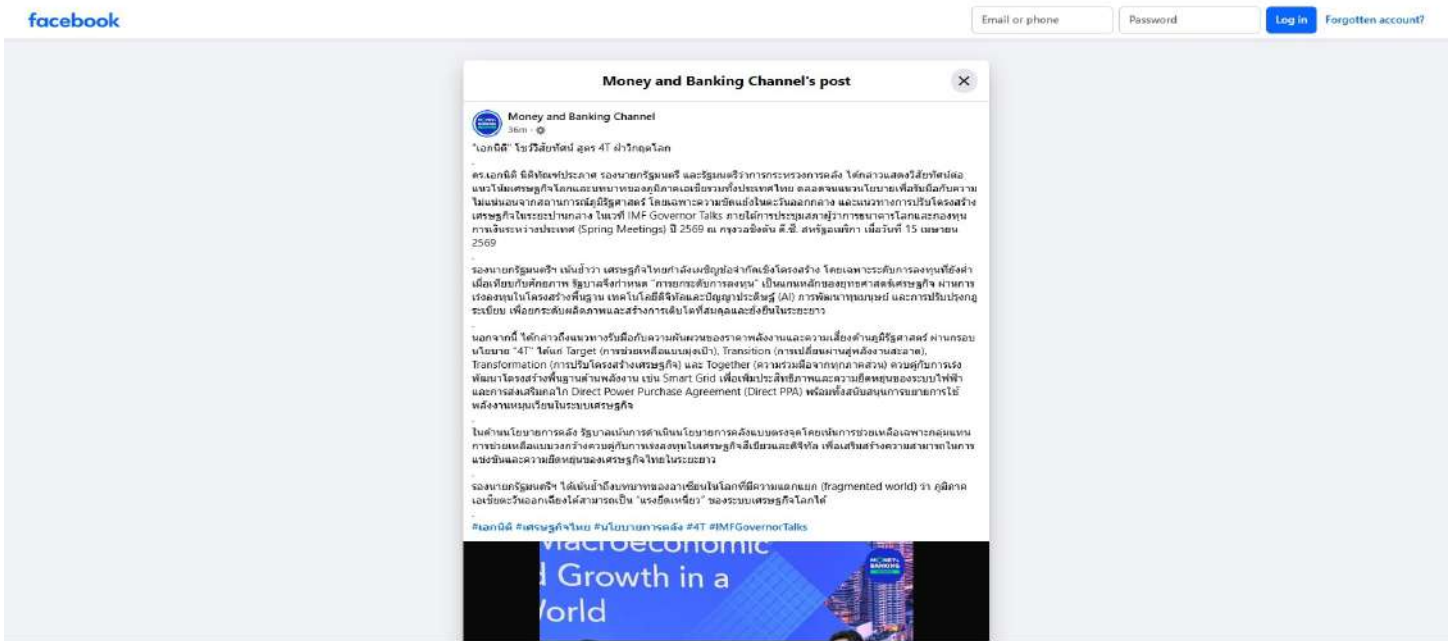 facebook
Email or phone
Password
Log in
Forgotten account?
Money and Banking Channel's post
Money and Banking Channel
36m
"เอกนิติ" โชว์วิสัยทัศน์ สูตร 4T ฝ่าวิกฤตโลก
.
ดร.เอกนิติ นิติทัณฑ์ประภาศ รองนายกรัฐมนตรี และรัฐมนตรีว่าการกระทรวงการคลัง ได้กล่าวแสดงวิสัยทัศน์ต่อ
แนวโน้มเศรษฐกิจโลกและบทบาทของภูมิภาคเอเชียรวมทั้งประเทศไทย ตลอดจนแนวนโยบายเพื่อรับมือกับความ
ไม่แน่นอนจากสถานการณ์ภูมิรัฐศาสตร์ โดยเฉพาะความขัดแย้งในตะวันออกกลาง และแนวทางการปรับโครงสร้าง
เศรษฐกิจในระยะปานกลาง ในเวที IMF Governor Talks ภายใต้การประชุมสภาผู้ว่าการธนาคารโลกและกองทุน
การเงินระหว่างประเทศ (Spring Meetings) ปี 2569 ณ กรุงวอชิงตัน ดี.ซี. สหรัฐอเมริกา เมื่อวันที่ 15 เมษายน
2569
.
รองนายกรัฐมนตรีฯ เน้นย้ำว่า เศรษฐกิจไทยกำลังเผชิญข้อจำกัดเชิงโครงสร้าง โดยเฉพาะระดับการลงทุนที่ยังต่ำ
เมื่อเทียบกับศักยภาพ รัฐบาลจึงกำหนด "การยกระดับการลงทุน" เป็นแกนหลักของยุทธศาสตร์เศรษฐกิจ ผ่านการ
เร่งลงทุนในโครงสร้างพื้นฐาน เทคโนโลยีดิจิทัลและปัญญาประดิษฐ์ (AI) การพัฒนาทุนมนุษย์ และการปรับปรุงกฎ
ระเบียบ เพื่อยกระดับผลิตภาพและสร้างการเติบโตที่สมดุลและยั่งยืนในระยะยาว
.
นอกจากนี้ ได้กล่าวถึงแนวทางรับมือกับความผันผวนของราคาพลังงานและความเสี่ยงด้านภูมิรัฐศาสตร์ ผ่านกรอบ
นโยบาย "4T" ได้แก่ Target (การช่วยเหลือแบบมุ่งเป้า), Transition (การเปลี่ยนผ่านสู่พลังงานสะอาด),
Transformation (การปรับโครงสร้างเศรษฐกิจ) และ Together (ความร่วมมือจากทุกภาคส่วน) ควบคู่กับการเร่ง
พัฒนาโครงสร้างพื้นฐานด้านพลังงาน เช่น Smart Grid เพื่อเพิ่มประสิทธิภาพและความยืดหยุ่นของระบบไฟฟ้า
และการส่งเสริมกลไก Direct Power Purchase Agreement (Direct PPA) พร้อมทั้งสนับสนุนการขยายการใช้
พลังงานหมุนเวียนในระบบเศรษฐกิจ
.
ในด้านนโยบายการคลัง รัฐบาลเน้นการดำเนินนโยบายการคลังแบบตรงจุดโดยเน้นการช่วยเหลือเฉพาะกลุ่มแทน
การช่วยเหลือแบบวงกว้างควบคู่กับการเร่งลงทุนในเศรษฐกิจสีเขียวและดิจิทัล เพื่อเสริมสร้างความสามารถในการ
แข่งขันและความยืดหยุ่นของเศรษฐกิจไทยในระยะยาว
.
รองนายกรัฐมนตรีฯ ได้เน้นย้ำถึงบทบาทของอาเซียนในโลกที่มีความแตกแยก (fragmented world) ว่า ภูมิภาค
เอเชียตะวันออกเฉียงใต้สามารถเป็น "แรงยึดเหนี่ยว" ของระบบเศรษฐกิจโลกได้
.
#เอกนิติ #เศรษฐกิจไทย #นโยบายการคลัง #4T #IMFGovernorTalks
Macroeconomic
d Growth in a
World
MONEY&
BANKING